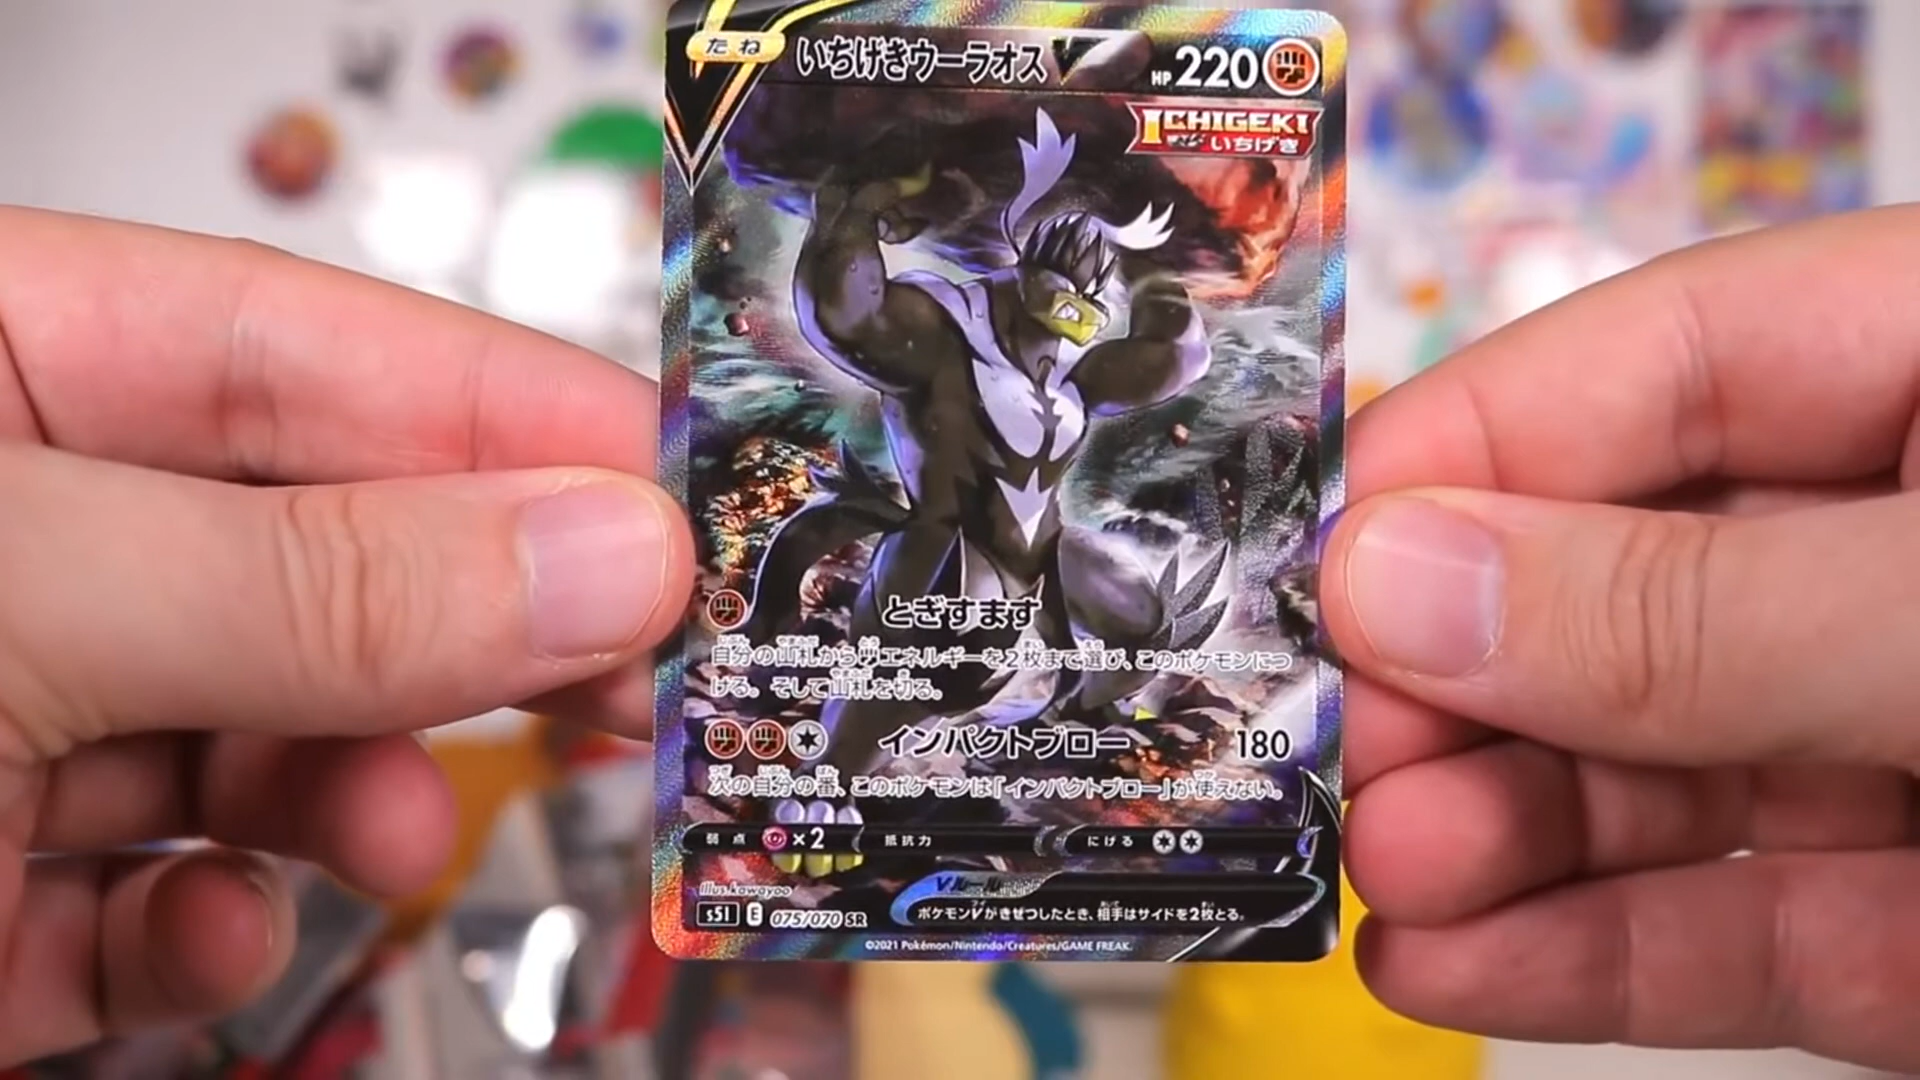 たね いちげきウーラオスV HP 220
ICHIGEKI
いちげき
とぎすます
自分の山札から エネルギーを2枚まで選び、このポケモンにつ
ける。そして山札を切る。
インパクトブロー 180
次の自分の番、このポケモンは「インパクトブロー」が使えない。
弱点 ×2 抵抗力 にげる
Illus. kawayoo
Vルール
s5I E 075/070 SR ポケモンVがきぜつしたとき、相手はサイドを2枚とる。
©2021 Pokémon/Nintendo/Creatures/GAME FREAK.